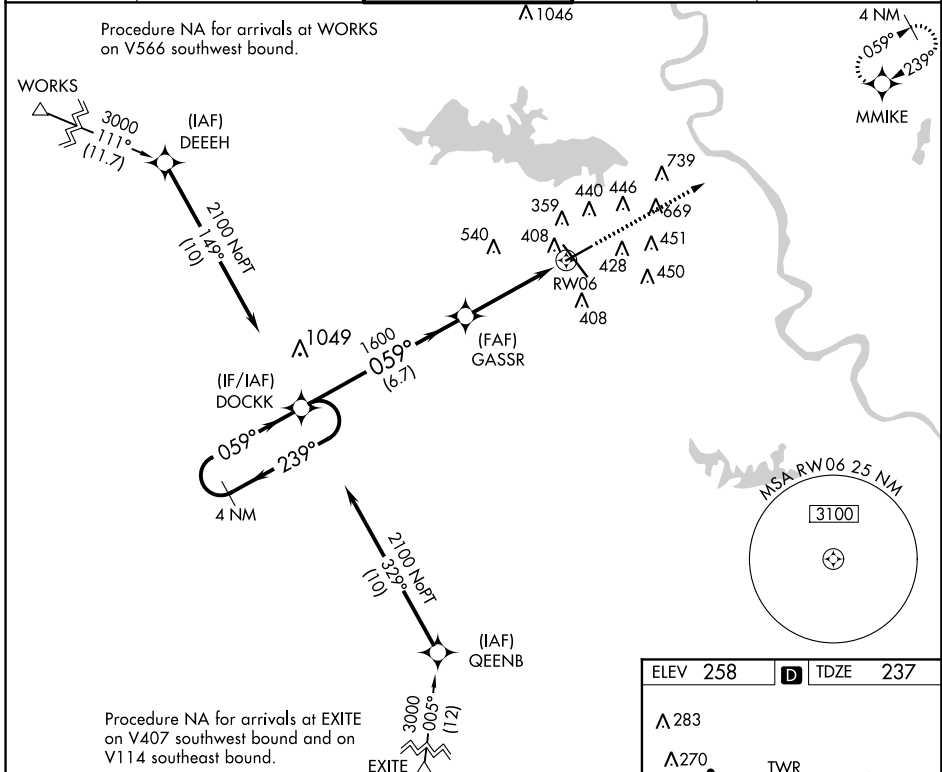 1046
Procedure NA for arrivals at WORKS
on V566 southwest bound.
4 NM
059°
239°
MMIKE
WORKS
3000
111°
(11.7)
(IAF)
DEEEH
2100 NoPT
149°
(10)
739
446
440
359
669
540
408
451
428
450
RW06
408
1049
1600
059°
(6.7)
(FAF)
GASSR
(IF/IAF)
DOCKK
059°
239°
4 NM
MSA RW06 25 NM
3100
2100 NoPT
329°
(10)
(IAF)
QEENB
3000
005°
(12)
Procedure NA for arrivals at EXITE
on V407 southwest bound and on
V114 southeast bound.
EXITE
ELEV 258 D TDZE 237
283
270
TWR